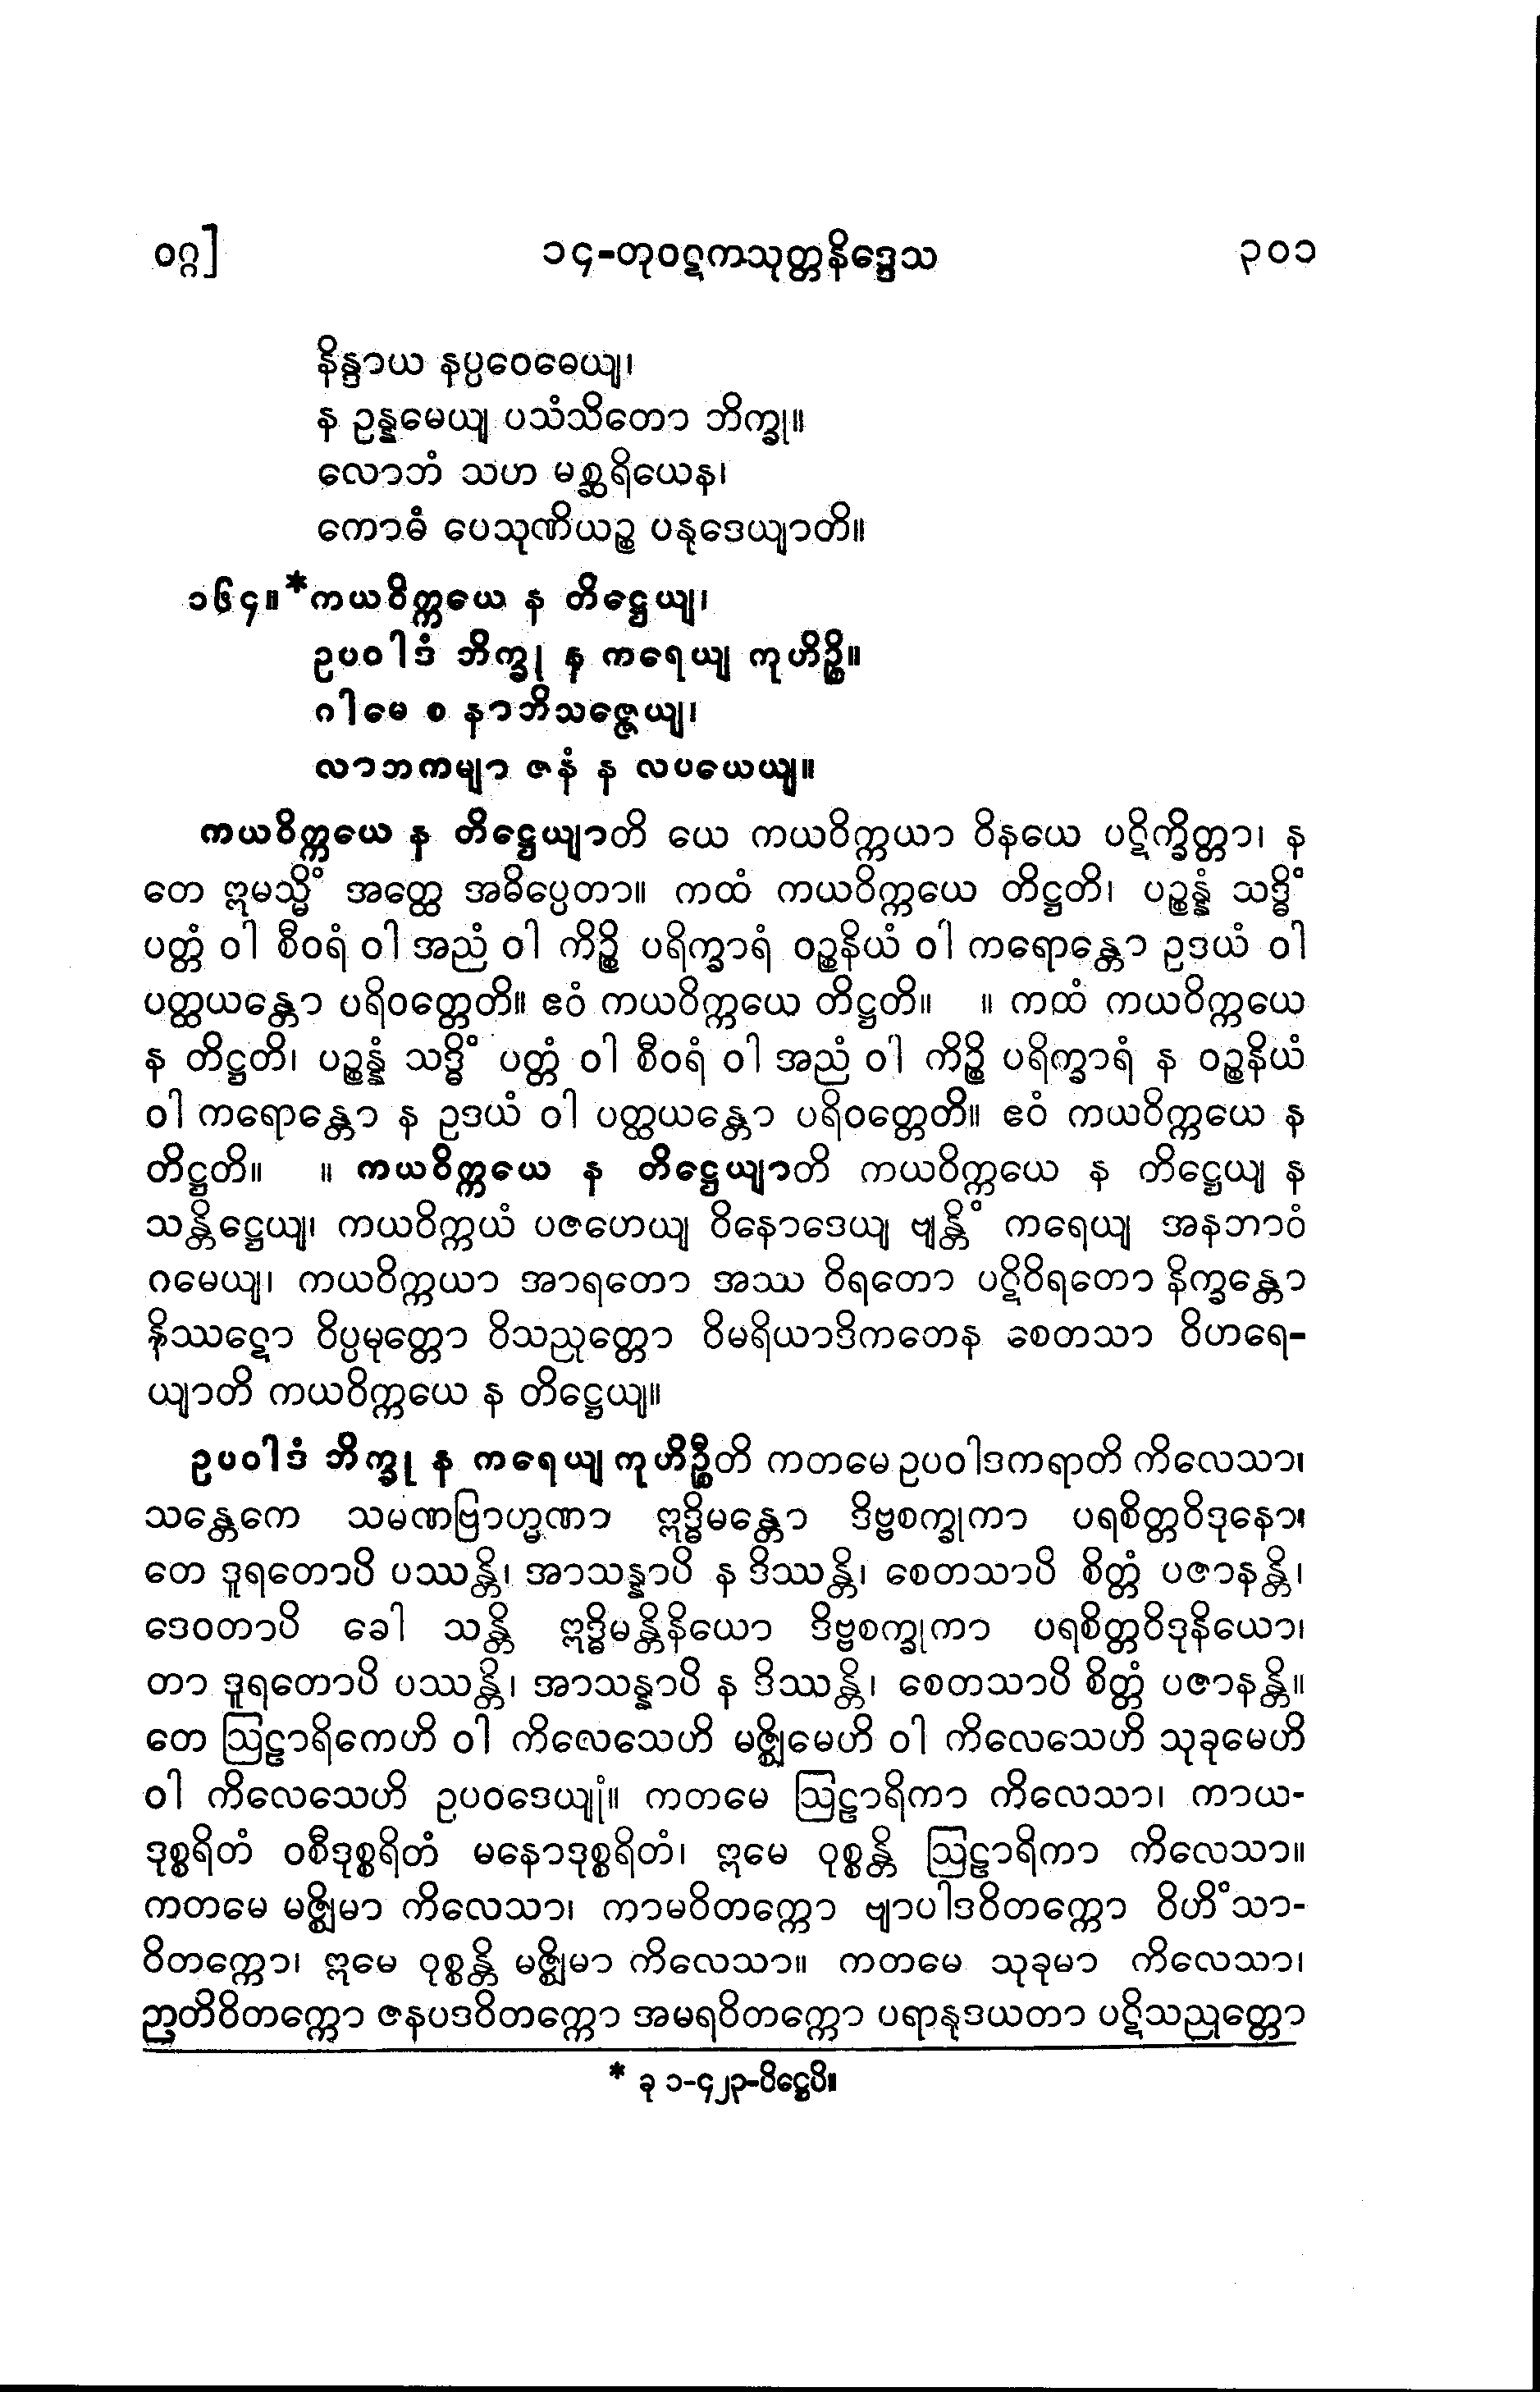 ဝဂ္ဂ] ၁၄-တုဝဋကသုတ္တနိဒ္ဒေသ ၃၀၁
နိန္ဒာယ နပ္ပဝေဓေယျ၊
န ဥန္နမေယျ ပသံသိတော ဘိက္ခု။
လောဘံ သဟ မစ္ဆရိယေန၊
ကောဓံ ပေသုဏိယဉ္စ ပနုဒေယျာတိ။
၁၆၄။*ကယဝိက္ကယေ န တိဋ္ဌေယျ၊
ဥပဝါဒံ ဘိက္ခု န ကရေယျ ကုဟိဉ္စိ။
ဂါမေ စ နာဘိသဇ္ဇေယျ၊
လာဘကမျာ ဇနံ န လပယေယျ။
ကယဝိက္ကယေ န တိဋ္ဌေယျာတိ ယေ ကယဝိက္ကယာ ဝိနယေ ပဋိက္ခိတ္တာ၊ န
တေ ဣမသ္မိံ အတ္ထေ အဓိပ္ပေတာ။ ကထံ ကယဝိက္ကယေ တိဋ္ဌတိ၊ ပဉ္စန္နံ သဒ္ဓိံ
ပတ္တံ ဝါ စီဝရံ ဝါ အညံ ဝါ ကိဉ္စိ ပရိက္ခာရံ ဝဉ္စနိယံ ဝါ ကရောန္တော ဥဒယံ ဝါ
ပတ္ထယန္တော ပရိဝတ္တေတိ။ ဧဝံ ကယဝိက္ကယေ တိဋ္ဌတိ။ ။ ကထံ ကယဝိက္ကယေ
န တိဋ္ဌတိ၊ ပဉ္စန္နံ သဒ္ဓိံ ပတ္တံ ဝါ စီဝရံ ဝါ အညံ ဝါ ကိဉ္စိ ပရိက္ခာရံ န ဝဉ္စနိယံ
ဝါ ကရောန္တော န ဥဒယံ ဝါ ပတ္ထယန္တော ပရိဝတ္တေတိ။ ဧဝံ ကယဝိက္ကယေ န
တိဋ္ဌတိ။ ။ ကယဝိက္ကယေ န တိဋ္ဌေယျာတိ ကယဝိက္ကယေ န တိဋ္ဌေယျ န
သန္တိဋ္ဌေယျ၊ ကယဝိက္ကယံ ပဇဟေယျ ဝိနောဒေယျ ဗျန္တိံ ကရေယျ အနဘာဝံ
ဂမေယျ၊ ကယဝိက္ကယာ အာရတော အဿ ဝိရတော ပဋိဝိရတော နိက္ခန္တော
နိဿဋော ဝိပ္ပမုတ္တော ဝိသညုတ္တော ဝိမရိယာဒိကတေန စေတသာ ဝိဟရေ-
ယျာတိ ကယဝိက္ကယေ န တိဋ္ဌေယျ။
ဥပဝါဒံ ဘိက္ခု န ကရေယျ ကုဟိဉ္စီတိ ကတမေ ဥပဝါဒကရာတိ ကိလေသာ၊
သန္တေကေ သမဏဗြာဟ္မဏာ ဣဒ္ဓိမန္တော ဒိဗ္ဗစက္ခုကာ ပရစိတ္တဝိဒုနော၊
တေ ဒူရတောပိ ပဿန္တိ၊ အာသန္နာပိ န ဒိဿန္တိ၊ စေတသာပိ စိတ္တံ ပဇာနန္တိ၊
ဒေဝတာပိ ခေါ သန္တိ ဣဒ္ဓိမန္တိနိယော ဒိဗ္ဗစက္ခုကာ ပရစိတ္တဝိဒုနိယော၊
တာ ဒူရတောပိ ပဿန္တိ၊ အာသန္နာပိ န ဒိဿန္တိ၊ စေတသာပိ စိတ္တံ ပဇာနန္တိ။
တေ ဩဠာရိကေဟိ ဝါ ကိလေသေဟိ မဇ္ဈိမေဟိ ဝါ ကိလေသေဟိ သုခုမေဟိ
ဝါ ကိလေသေဟိ ဥပဝဒေယျုံ။ ကတမေ ဩဠာရိကာ ကိလေသာ၊ ကာယ-
ဒုစ္စရိတံ ဝစီဒုစ္စရိတံ မနောဒုစ္စရိတံ၊ ဣမေ ဝုစ္စန္တိ ဩဠာရိကာ ကိလေသာ။
ကတမေ မဇ္ဈိမာ ကိလေသာ၊ ကာမဝိတက္ကော ဗျာပါဒဝိတက္ကော ဝိဟိံသာ-
ဝိတက္ကော၊ ဣမေ ဝုစ္စန္တိ မဇ္ဈိမာ ကိလေသာ။ ကတမေ သုခုမာ ကိလေသာ၊
ဉာတိဝိတက္ကော ဇနပဒဝိတက္ကော အမရဝိတက္ကော ပရာနုဒယတာ ပဋိသညုတ္တော
* ခု ၁-၄၂၃-ပိဋ္ဌေပိ။